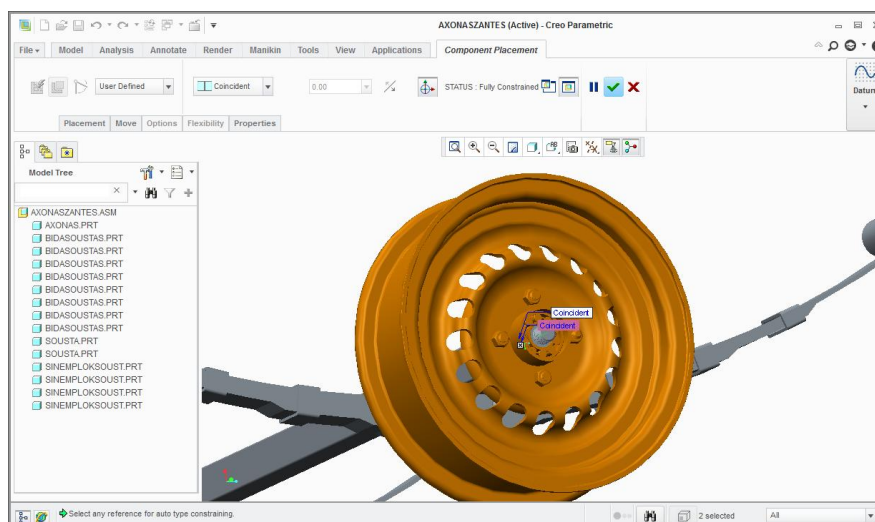 AXONASZANTES (Active) - Creo Parametric
File
Model
Analysis
Annotate
Render
Manikin
Tools
View
Applications
Component Placement
User Defined
Coincident
0.00
STATUS : Fully Constrained
Datum
Placement
Move
Options
Flexibility
Properties
Model Tree
AXONASZANTES.ASM
AXONAS.PRT
BIDASOUSTAS.PRT
BIDASOUSTAS.PRT
BIDASOUSTAS.PRT
BIDASOUSTAS.PRT
BIDASOUSTAS.PRT
BIDASOUSTAS.PRT
BIDASOUSTAS.PRT
BIDASOUSTAS.PRT
SOUSTA.PRT
SOUSTA.PRT
SINEMPLOKSOUST.PRT
SINEMPLOKSOUST.PRT
SINEMPLOKSOUST.PRT
SINEMPLOKSOUST.PRT
Coincident
Coincident
Select any reference for auto type constraining.
2 selected
All